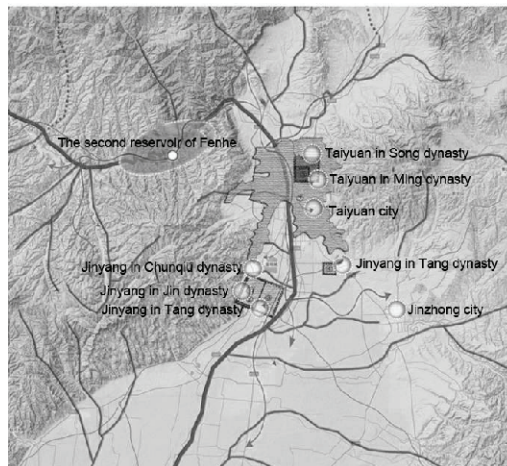 Taiyuan in Song dynasty
The second reservoir of Fenhe
Taiyuan in Ming dynasty
Taiyuan city
Jinyang in Chunqiu dynasty
Jinyang in Tang dynasty
Jinyang in Jin dynasty
Jinyang in Tang dynasty
Jinzhong city